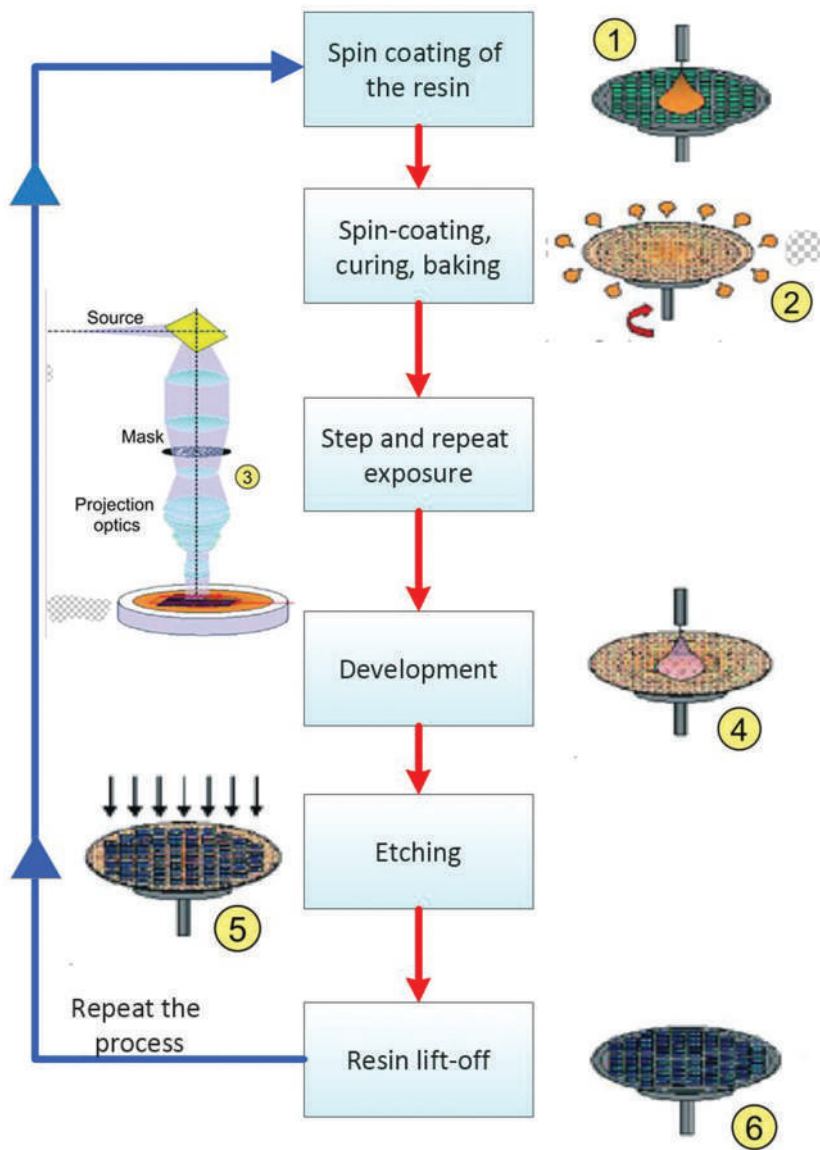 Spin coating of
the resin
1
Spin-coating,
curing, baking
2
Source
Mask
3
Projection
optics
Step and repeat
exposure
Development
4
Etching
5
Repeat the
process
Resin lift-off
6